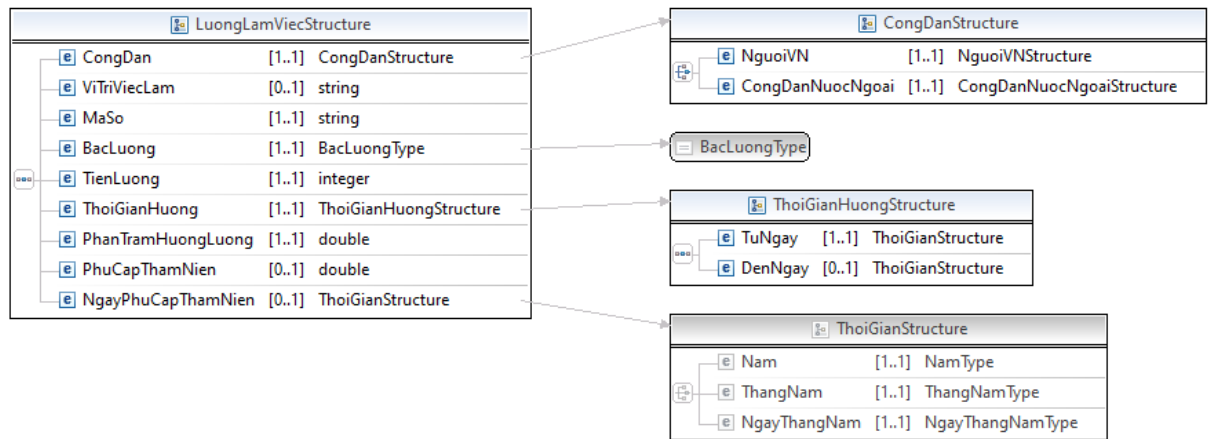 LuongLamViecStructure
CongDan [1..1] CongDanStructure
ViTriViecLam [0..1] string
MaSo [1..1] string
BacLuong [1..1] BacLuongType
TienLuong [1..1] integer
ThoiGianHuong [1..1] ThoiGianHuongStructure
PhanTramHuongLuong [1..1] double
PhuCapThamNien [0..1] double
NgayPhuCapThamNien [0..1] ThoiGianStructure
CongDanStructure
NguoiVN [1..1] NguoiVNStructure
CongDanNuocNgoai [1..1] CongDanNuocNgoaiStructure
BacLuongType
ThoiGianHuongStructure
TuNgay [1..1] ThoiGianStructure
DenNgay [0..1] ThoiGianStructure
ThoiGianStructure
Nam [1..1] NamType
ThangNam [1..1] ThangNamType
NgayThangNam [1..1] NgayThangNamType